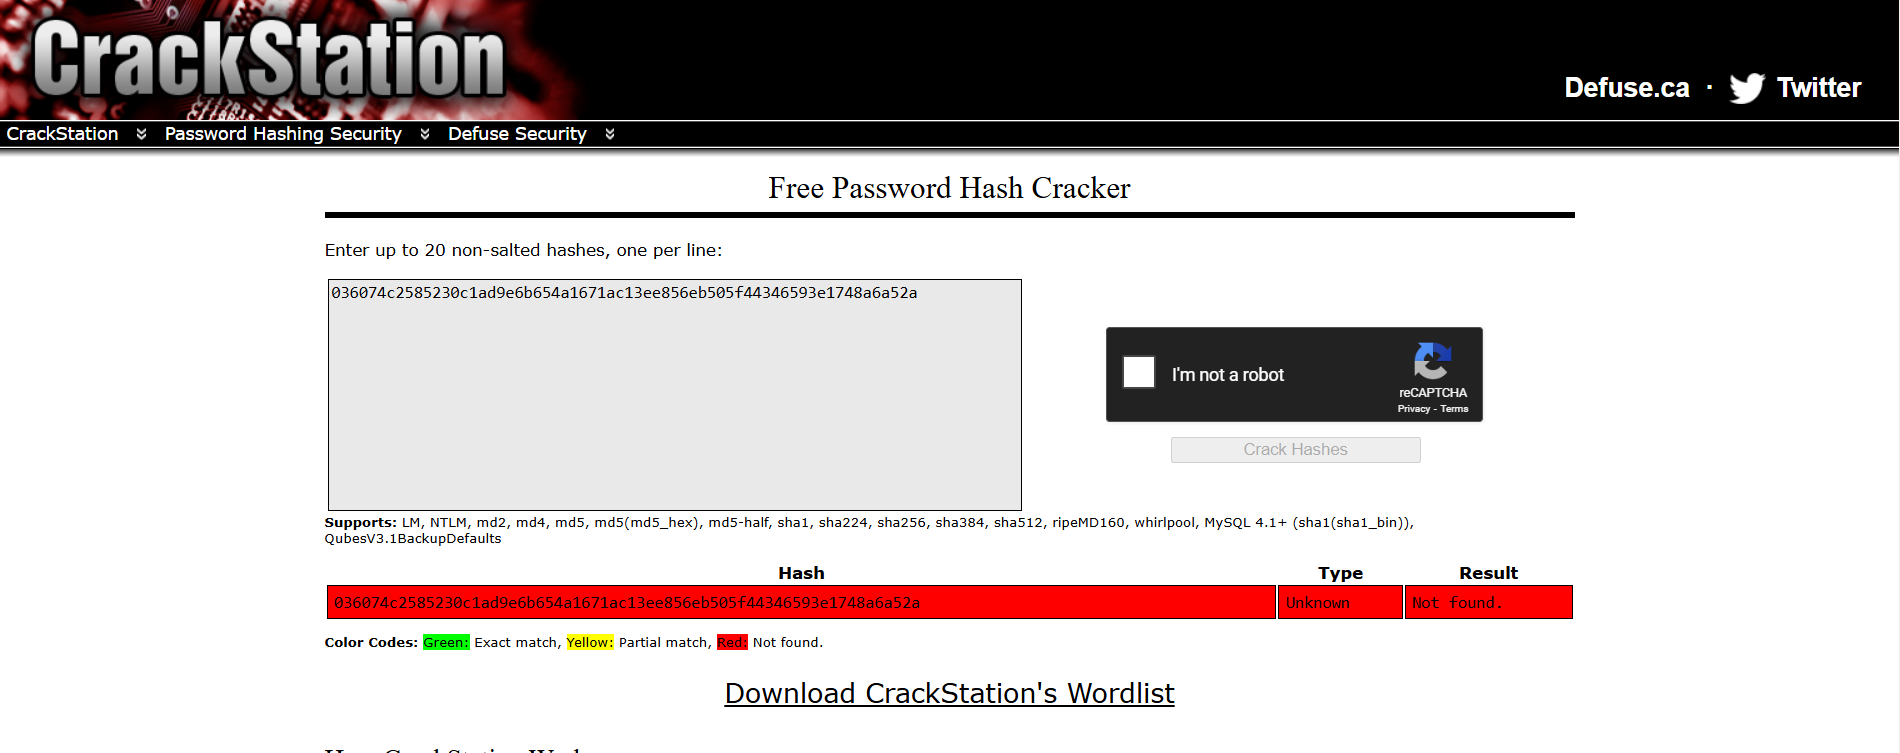 CrackStation
Defuse.ca · Twitter
CrackStation Password Hashing Security Defuse Security
Free Password Hash Cracker
Enter up to 20 non-salted hashes, one per line:
036074c2585230c1ad9e6b654a1671ac13ee856eb505f44346593e1748a6a52a
I'm not a robot
reCAPTCHA
Privacy - Terms
Crack Hashes
Supports: LM, NTLM, md2, md4, md5, md5(md5_hex), md5-half, sha1, sha224, sha256, sha384, sha512, ripeMD160, whirlpool, MySQL 4.1+ (sha1(sha1_bin)),
QubesV3.1BackupDefaults
Hash Type Result
036074c2585230c1ad9e6b654a1671ac13ee856eb505f44346593e1748a6a52a Unknown Not found.
Color Codes: Green: Exact match, Yellow: Partial match, Red: Not found.
Download CrackStation's Wordlist